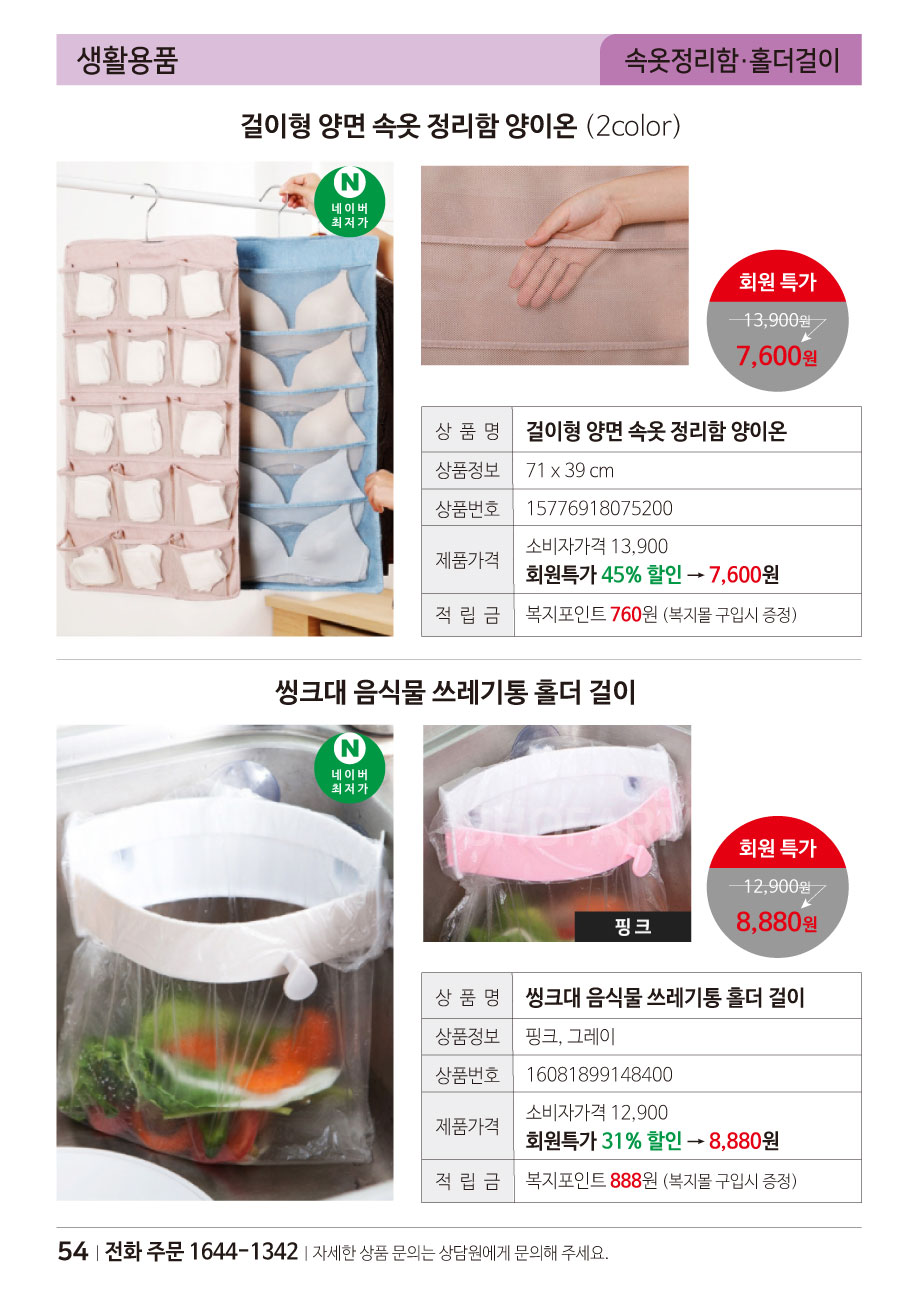 생활용품
속옷정리함·홀더걸이
걸이형 양면 속옷 정리함 양이온 (2color)
N
네이버
최저가
회원 특가
13,900원
7,600원
상 품 명 걸이형 양면 속옷 정리함 양이온
상품정보 71 x 39 cm
상품번호 15776918075200
제품가격 소비자가격 13,900
회원특가 45% 할인 → 7,600원
적 립 금 복지포인트 760원 (복지몰 구입시 증정)
씽크대 음식물 쓰레기통 홀더 걸이
N
네이버
최저가
핑크
회원 특가
12,900원
8,880원
상 품 명 씽크대 음식물 쓰레기통 홀더 걸이
상품정보 핑크, 그레이
상품번호 16081899148400
제품가격 소비자가격 12,900
회원특가 31% 할인 → 8,880원
적 립 금 복지포인트 888원 (복지몰 구입시 증정)
54 | 전화 주문 1644-1342 | 자세한 상품 문의는 상담원에게 문의해 주세요.